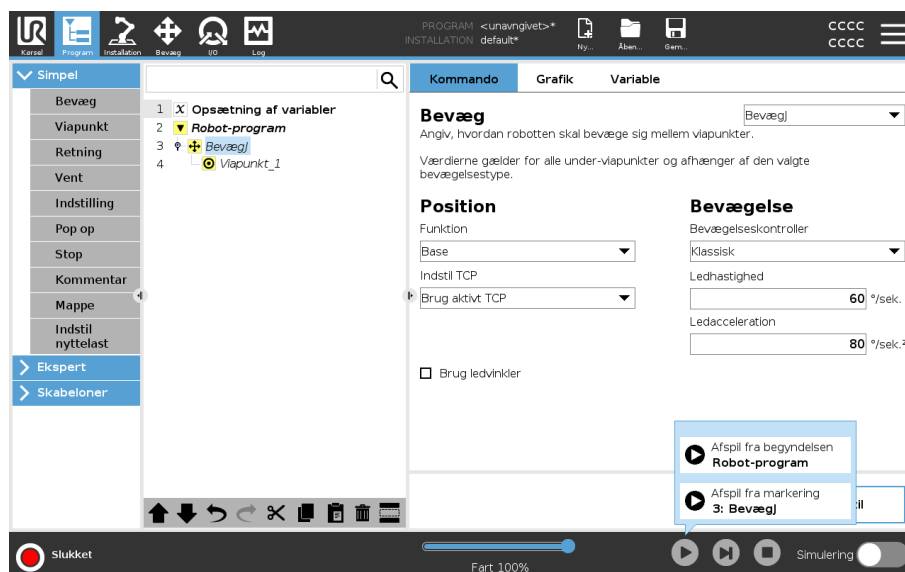 PROGRAM <unavngivet>*
INSTALLATION default*
Kørsel
Program
Installation
Bevæg
I/O
Log
Ny...
Åben...
Gem...
cccc
cccc
Simpel
Bevæg
Viapunkt
Retning
Vent
Indstilling
Pop op
Stop
Kommentar
Mappe
Indstil
nyttelast
Ekspert
Skabeloner
1 X Opsætning af variabler
2 Robot-program
3 BevægJ
4 Viapunkt_1
Kommando
Grafik
Variable
Bevæg
BevægJ
Angiv, hvordan robotten skal bevæge sig mellem viapunkter.
Værdierne gælder for alle under-viapunkter og afhænger af den valgte
bevægelsestype.
Position
Funktion
Base
Indstil TCP
Brug aktivt TCP
Brug ledvinkler
Bevægelse
Bevægelseskontroller
Klassisk
Ledhastighed
60 °/sek.
Ledacceleration
80 °/sek.²
Afspil fra begyndelsen
Robot-program
Afspil fra markering
3: BevægJ
Slukket
Fart 100%
Simulering